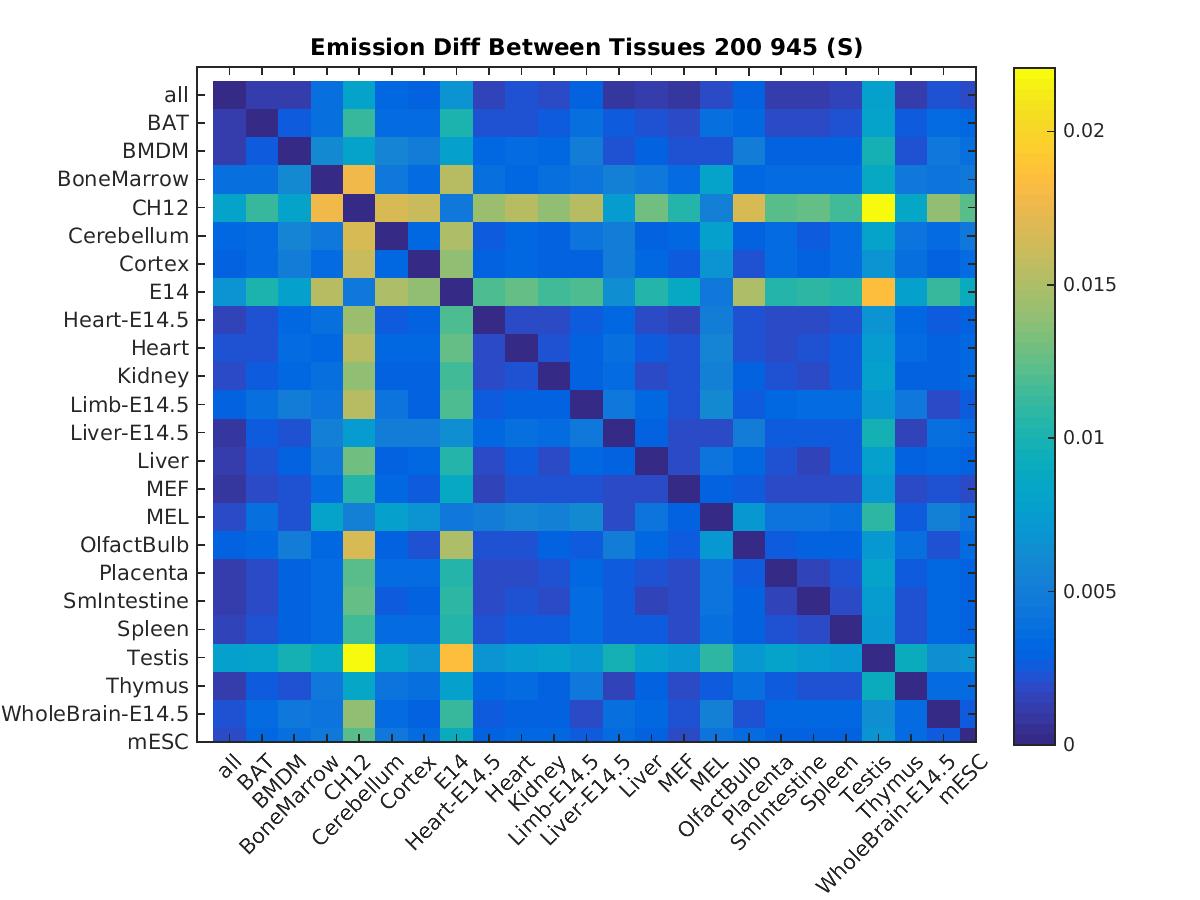 Emission Diff Between Tissues 200 945 (S)
all
BAT
BMDM
BoneMarrow
CH12
Cerebellum
Cortex
E14
Heart-E14.5
Heart
Kidney
Limb-E14.5
Liver-E14.5
Liver
MEF
MEL
OlfactBulb
Placenta
SmIntestine
Spleen
Testis
Thymus
WholeBrain-E14.5
mESC
all
BAT
BMDM
BoneMarrow
CH12
Cerebellum
Cortex
E14
Heart-E14.5
Heart
Kidney
Limb-E14.5
Liver-E14.5
Liver
MEF
MEL
OlfactBulb
Placenta
SmIntestine
Spleen
Testis
Thymus
WholeBrain-E14.5
mESC
0.02
0.015
0.01
0.005
0